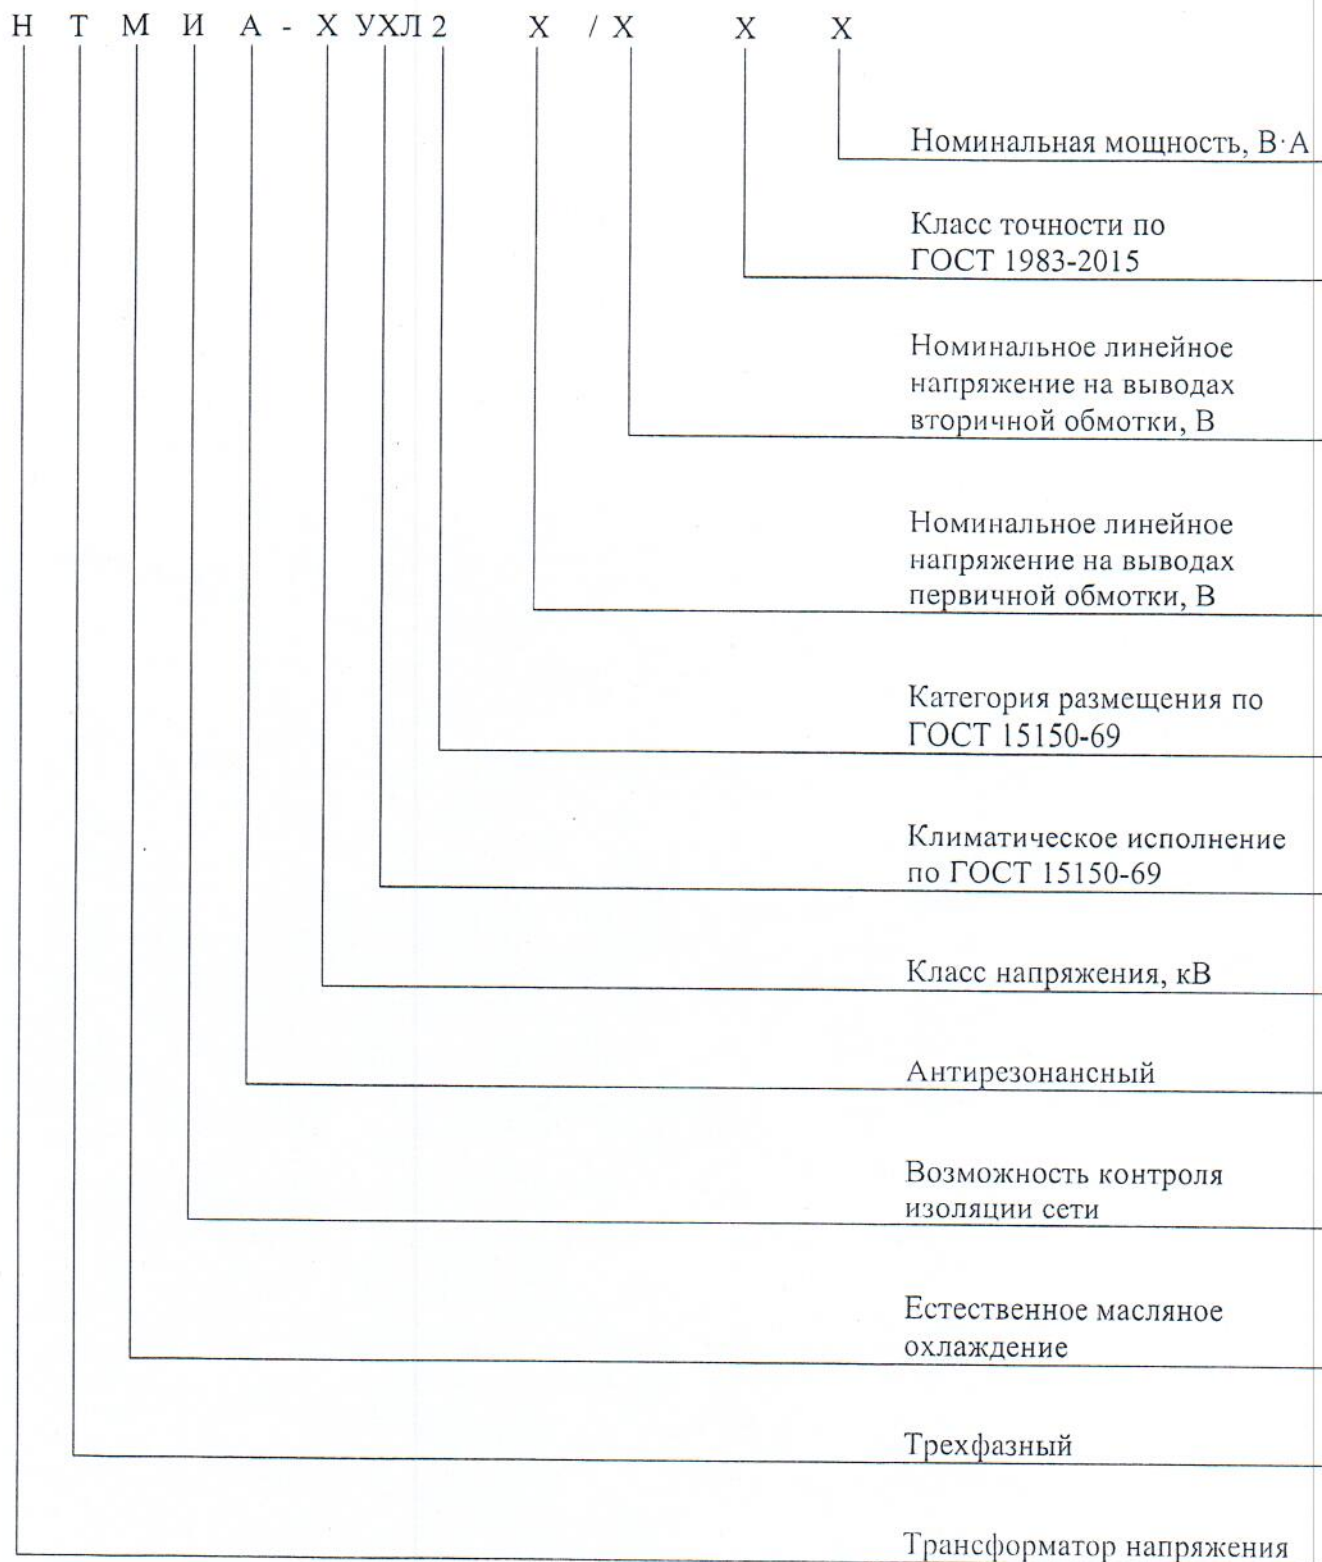 Н Т М И А - Х УХЛ 2 Х / Х Х Х
Номинальная мощность, В·А
Класс точности по
ГОСТ 1983-2015
Номинальное линейное
напряжение на выводах
вторичной обмотки, В
Номинальное линейное
напряжение на выводах
первичной обмотки, В
Категория размещения по
ГОСТ 15150-69
Климатическое исполнение
по ГОСТ 15150-69
Класс напряжения, кВ
Антирезонансный
Возможность контроля
изоляции сети
Естественное масляное
охлаждение
Трехфазный
Трансформатор напряжения